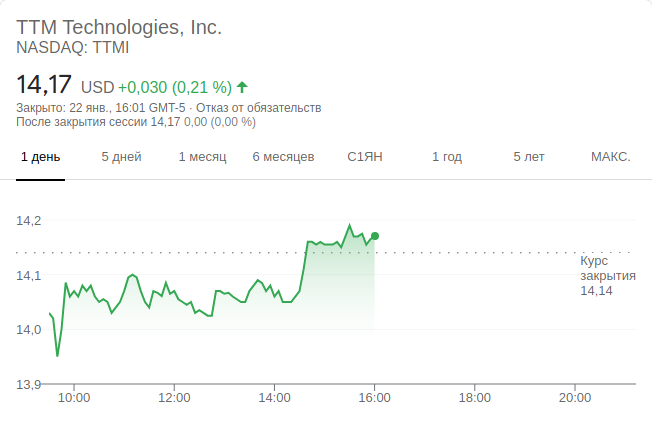 TTM Technologies, Inc.
NASDAQ: TTMI
14,17 USD +0,030 (0,21 %)
Закрыто: 22 янв., 16:01 GMT-5 · Отказ от обязательств
После закрытия сессии 14,17 0,00 (0,00 %)
1 день 5 дней 1 месяц 6 месяцев С1ЯН 1 год 5 лет МАКС.
14,2
Курс
закрытия
14,14
14,1
14,0
13,9
10:00 12:00 14:00 16:00 18:00 20:00